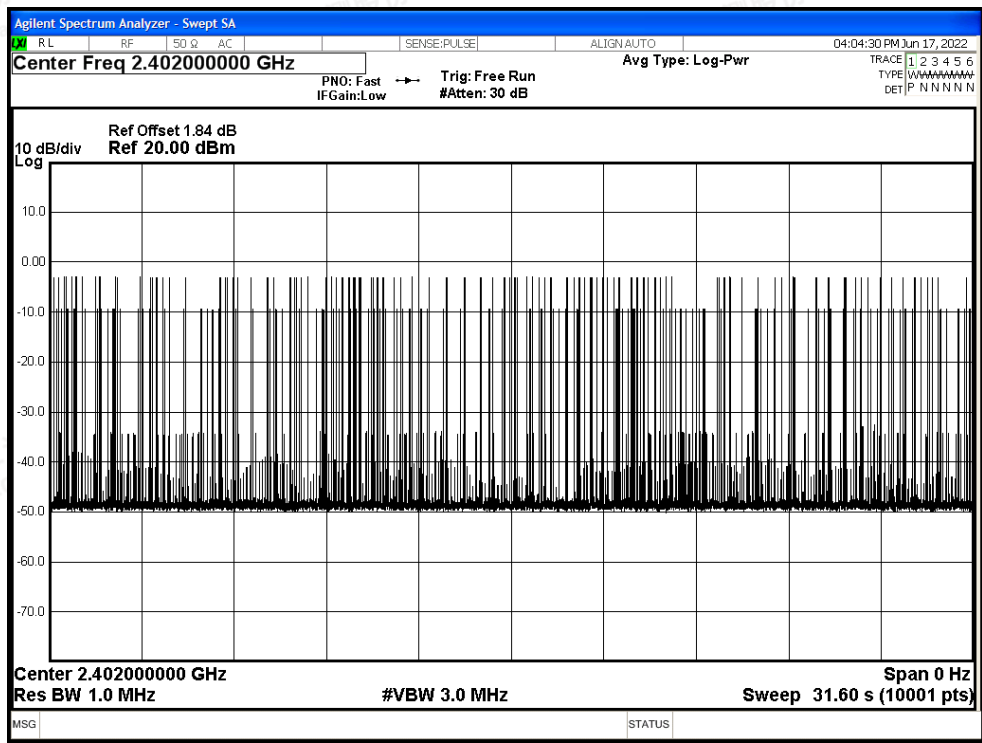 Agilent Spectrum Analyzer - Swept SA
LXI RL RF 50 Ω AC SENSE:PULSE ALIGN AUTO 04:04:30 PM Jun 17, 2022
Center Freq 2.402000000 GHz
PNO: Fast
IFGain:Low
Trig: Free Run
#Atten: 30 dB
Avg Type: Log-Pwr
TRACE 1 2 3 4 5 6
TYPE
DET P N N N N N
Ref Offset 1.84 dB
10 dB/div Ref 20.00 dBm
Log
10.0
0.00
-10.0
-20.0
-30.0
-40.0
-50.0
-60.0
-70.0
Center 2.402000000 GHz Span 0 Hz
Res BW 1.0 MHz #VBW 3.0 MHz Sweep 31.60 s (10001 pts)
MSG STATUS